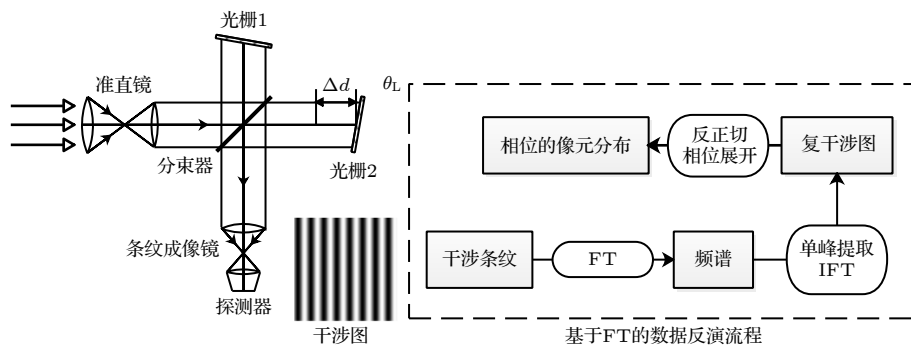 光栅1
准直镜
Δd
θL
分束器
光栅2
条纹成像镜
探测器
干涉图
相位的像元分布
反正切
相位展开
复干涉图
干涉条纹
FT
频谱
单峰提取
IFT
基于FT的数据反演流程